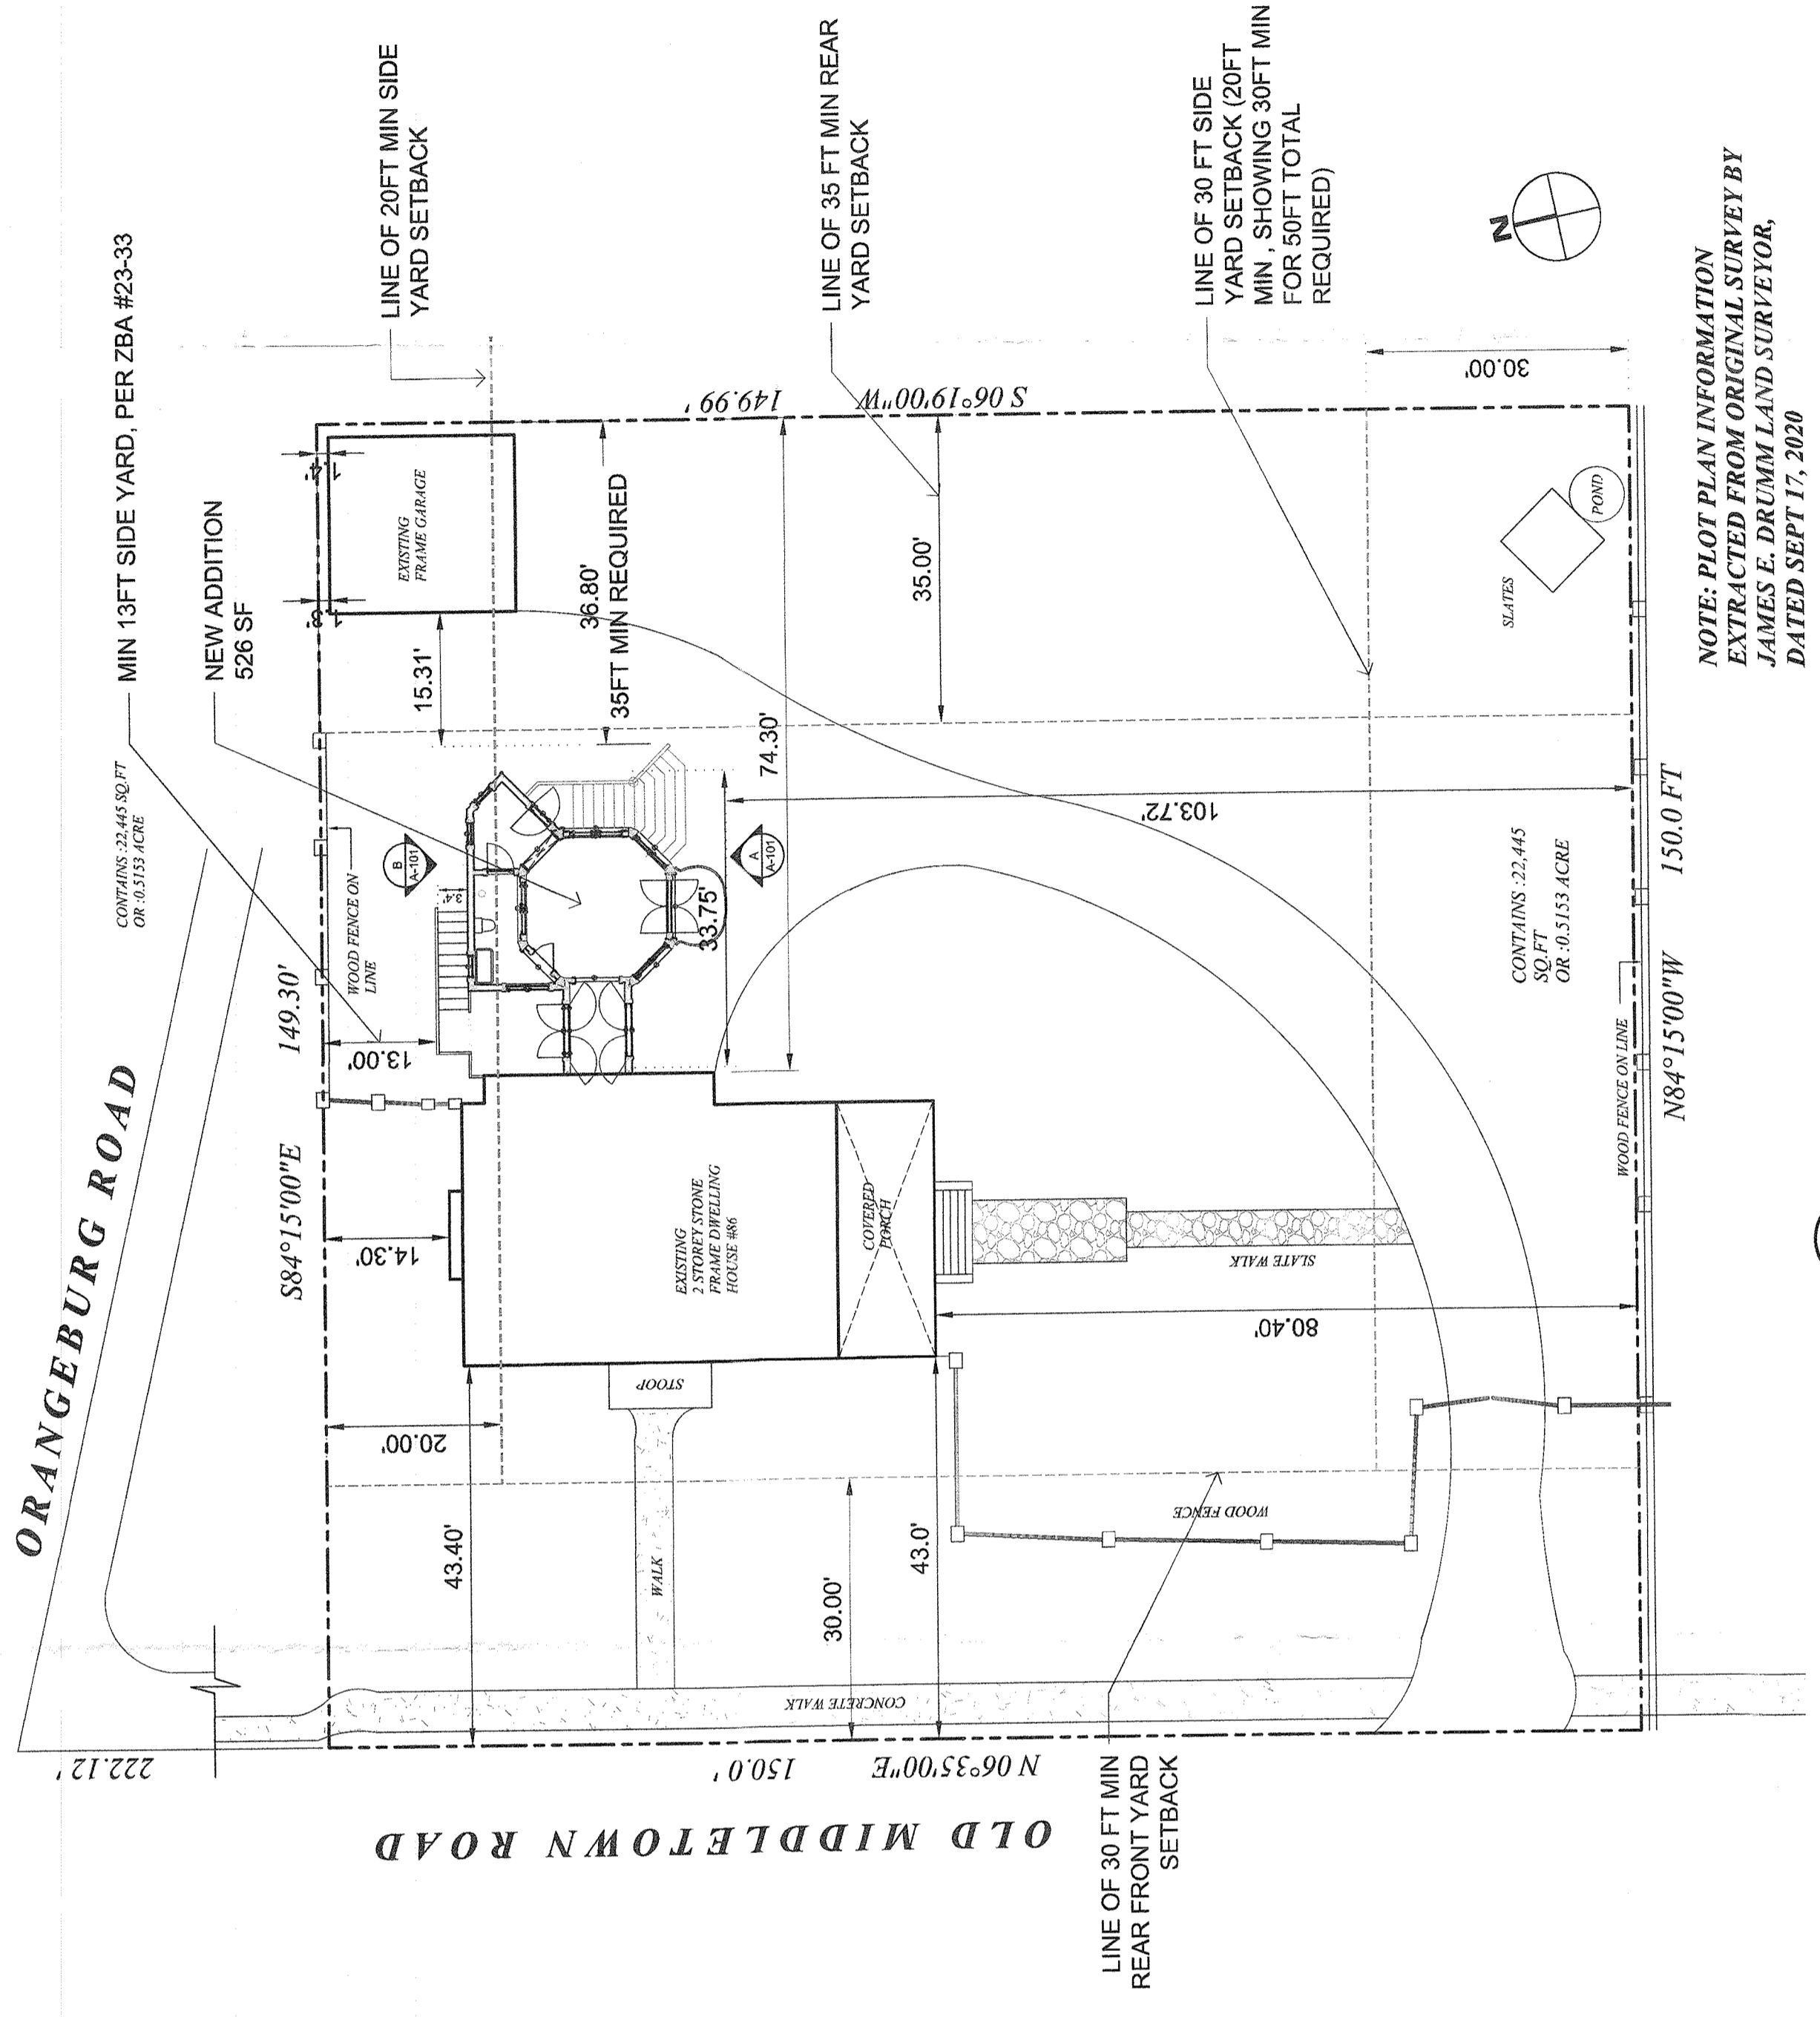 ORANGEBURG ROAD
222.12'
MIN 13FT SIDE YARD, PER ZBA #23-33
NEW ADDITION
526 SF
CONTAINS :22,445 SQ.FT
OR :0.5153 ACRE
LINE OF 20FT MIN SIDE
YARD SETBACK
LINE OF 35 FT MIN REAR
YARD SETBACK
LINE OF 30 FT SIDE
YARD SETBACK (20FT
MIN , SHOWING 30FT MIN
FOR 50FT TOTAL
REQUIRED)
N
NOTE: PLOT PLAN INFORMATION
EXTRACTED FROM ORIGINAL SURVEY BY
JAMES E. DRUMM LAND SURVEYOR,
DATED SEPT 17, 2020
S84°15'00"E
149.30'
WOOD FENCE ON
LINE
13.00'
14.30'
20.00'
43.40'
1.4'
1.3'
EXISTING
FRAME GARAGE
15.31'
36.80'
35FT MIN REQUIRED
S 06°19'00"W
149.99 '
B
A-101
3.4'
A
A-101
33.75'
74.30'
35.00'
30.00'
103.72'
EXISTING
2 STOREY STONE
FRAME DWELLING
HOUSE #86
COVERED
PORCH
STOOP
WALK
SLATE WALK
80.40'
43.0'
30.00'
WOOD FENCE
CONCRETE WALK
SLATES
POND
CONTAINS :22,445
SQ.FT
OR :0.5153 ACRE
WOOD FENCE ON LINE
N84°15'00"W
150.0 FT
N 06°35'00"E
150.0 '
OLD MIDDLETOWN ROAD
LINE OF 30 FT MIN
REAR FRONT YARD
SETBACK